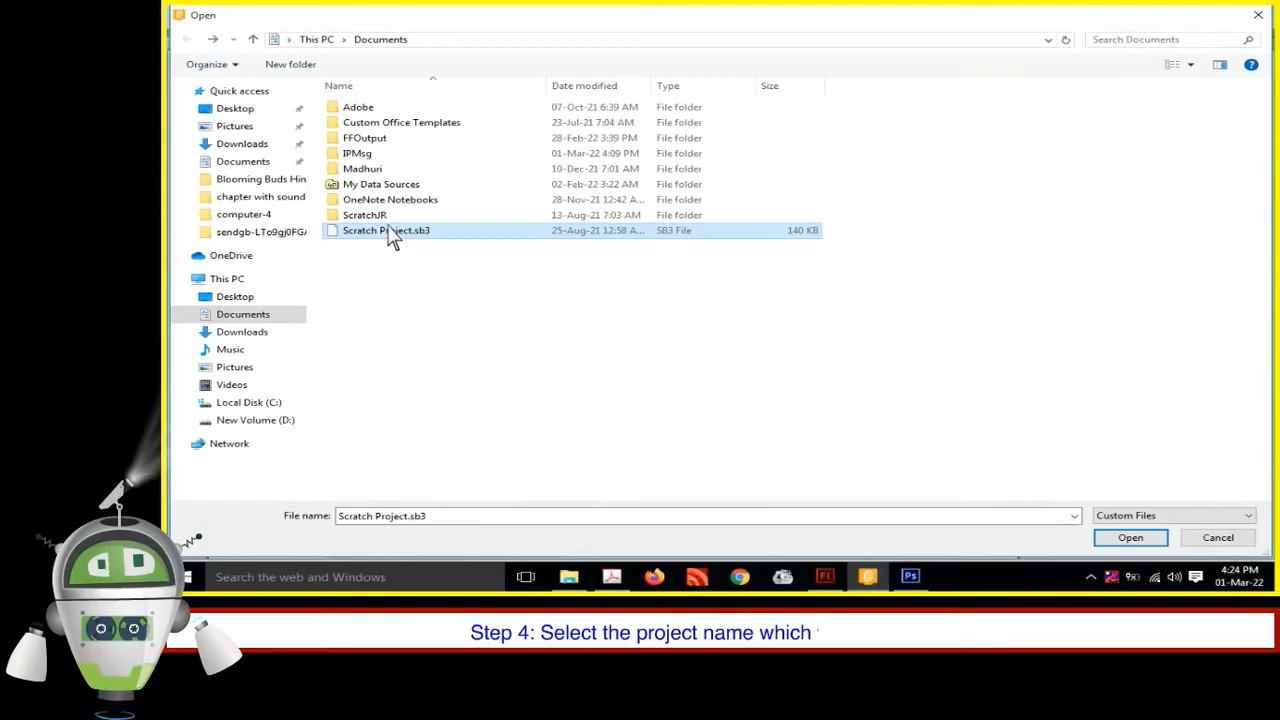 Open
This PC > Documents
Search Documents
Organize
New folder
Name
Date modified
Type
Size
Quick access
Desktop
Pictures
Downloads
Documents
Blooming Buds Hin
chapter with sound
computer-4
sendgb-LTo9gj0FG
OneDrive
This PC
Desktop
Documents
Downloads
Music
Pictures
Videos
Local Disk (C:)
New Volume (D:)
Network
Adobe 07-Oct-21 6:39 AM File folder
Custom Office Templates 23-Jul-21 7:04 AM File folder
FFOutput 28-Feb-22 3:39 PM File folder
IPMsg 01-Mar-22 4:09 PM File folder
Madhuri 10-Dec-21 7:01 AM File folder
My Data Sources 02-Feb-22 3:22 AM File folder
OneNote Notebooks 28-Nov-21 12:42 A... File folder
ScratchJR 13-Aug-21 7:03 AM File folder
Scratch Project.sb3 25-Aug-21 12:58 A... SB3 File 140 KB
File name: Scratch Project.sb3
Custom Files
Open
Cancel
Search the web and Windows
Fl
Ps
4:24 PM
01-Mar-22
Step 4: Select the project name which